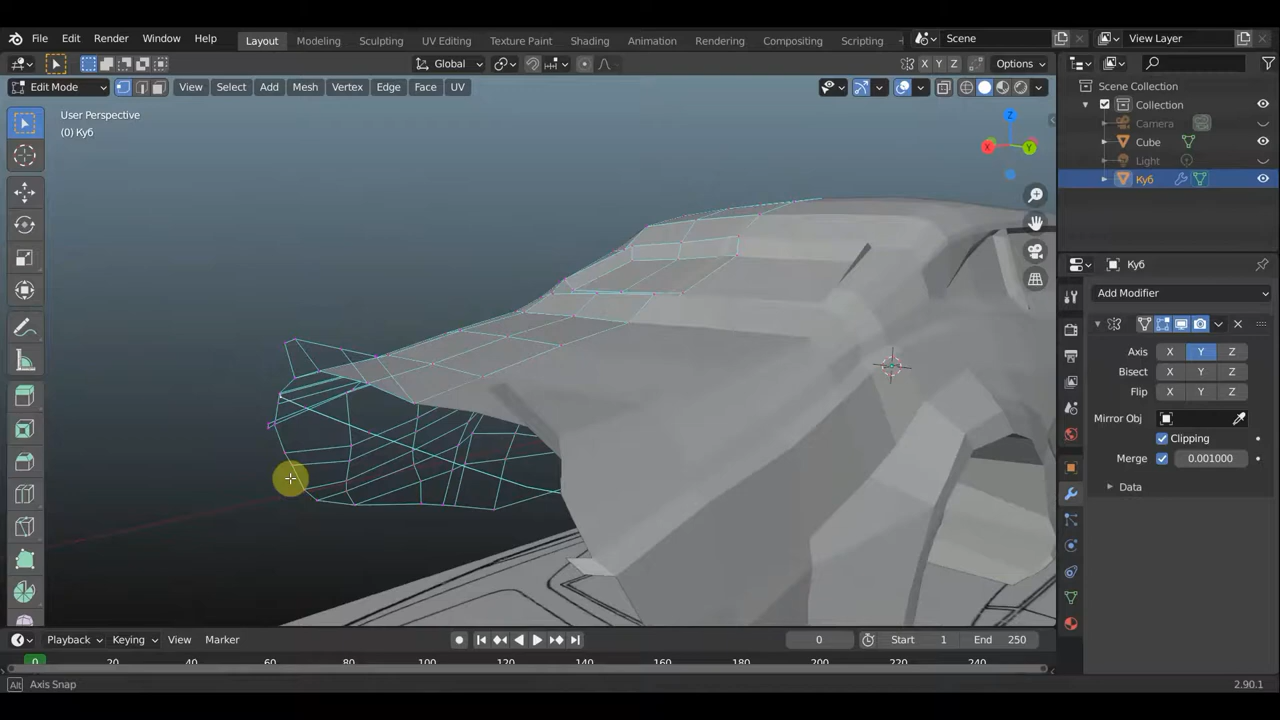 File Edit Render Window Help Layout Modeling Sculpting UV Editing Texture Paint Shading Animation Rendering Compositing Scripting Scene View Layer
Global X Y Z Options
Edit Mode View Select Add Mesh Vertex Edge Face UV
User Perspective
(0) Куб
Z
X
Y
Scene Collection
Collection
Camera
Cube
Light
Куб
Куб
Add Modifier
Axis X Y Z
Bisect X Y Z
Flip X Y Z
Mirror Obj
Clipping
Merge 0.001000
Data
Playback Keying View Marker 0 Start 1 End 250
0 20 40 60 80 100 120 140 160 180 200 220 240
Alt Axis Snap 2.90.1